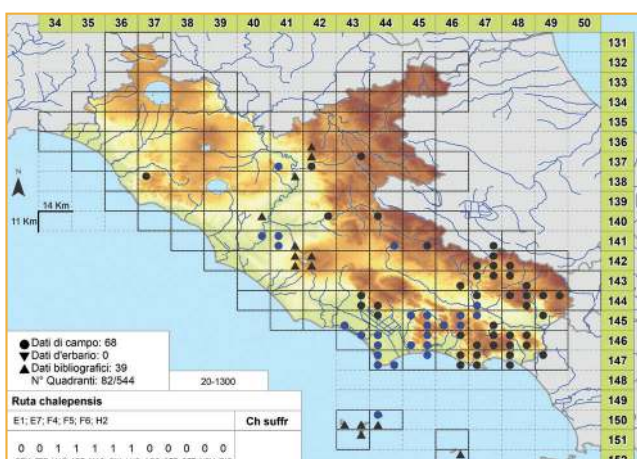 34 35 36 37 38 39 40 41 42 43 44 45 46 47 48 49 50
131
132
133
134
135
136
137
138
139
140
141
142
143
144
145
146
147
148
149
150
151
N
14 Km
11 Km
Dati di campo: 68
Dati d'erbario: 0
Dati bibliografici: 39
N° Quadranti: 82/544
20-1300
Ruta chalepensis
E1; E7; F4; F5; F6; H2
Ch suffr
0 0 1 1 1 1 1 0 0 0 0 0